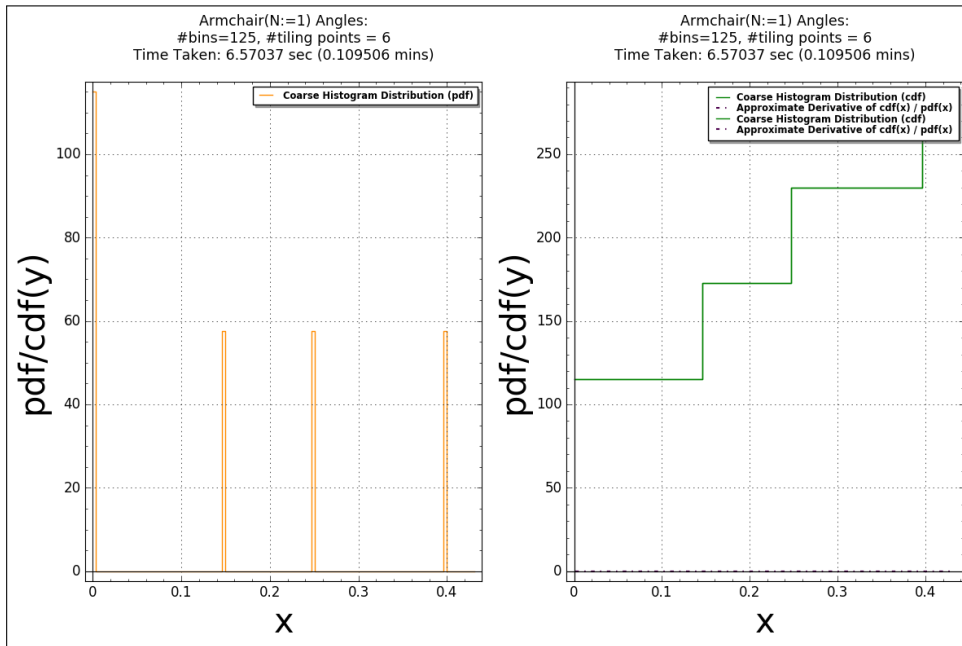 Armchair(N:=1) Angles:
#bins=125, #tiling points = 6
Time Taken: 6.57037 sec (0.109506 mins)
Coarse Histogram Distribution (pdf)
100
80
60
40
20
0
0 0.1 0.2 0.3 0.4
pdf/cdf(y)
x
Armchair(N:=1) Angles:
#bins=125, #tiling points = 6
Time Taken: 6.57037 sec (0.109506 mins)
Coarse Histogram Distribution (cdf)
Approximate Derivative of cdf(x) / pdf(x)
Coarse Histogram Distribution (cdf)
Approximate Derivative of cdf(x) / pdf(x)
250
200
150
100
50
0
0 0.1 0.2 0.3 0.4
pdf/cdf(y)
x